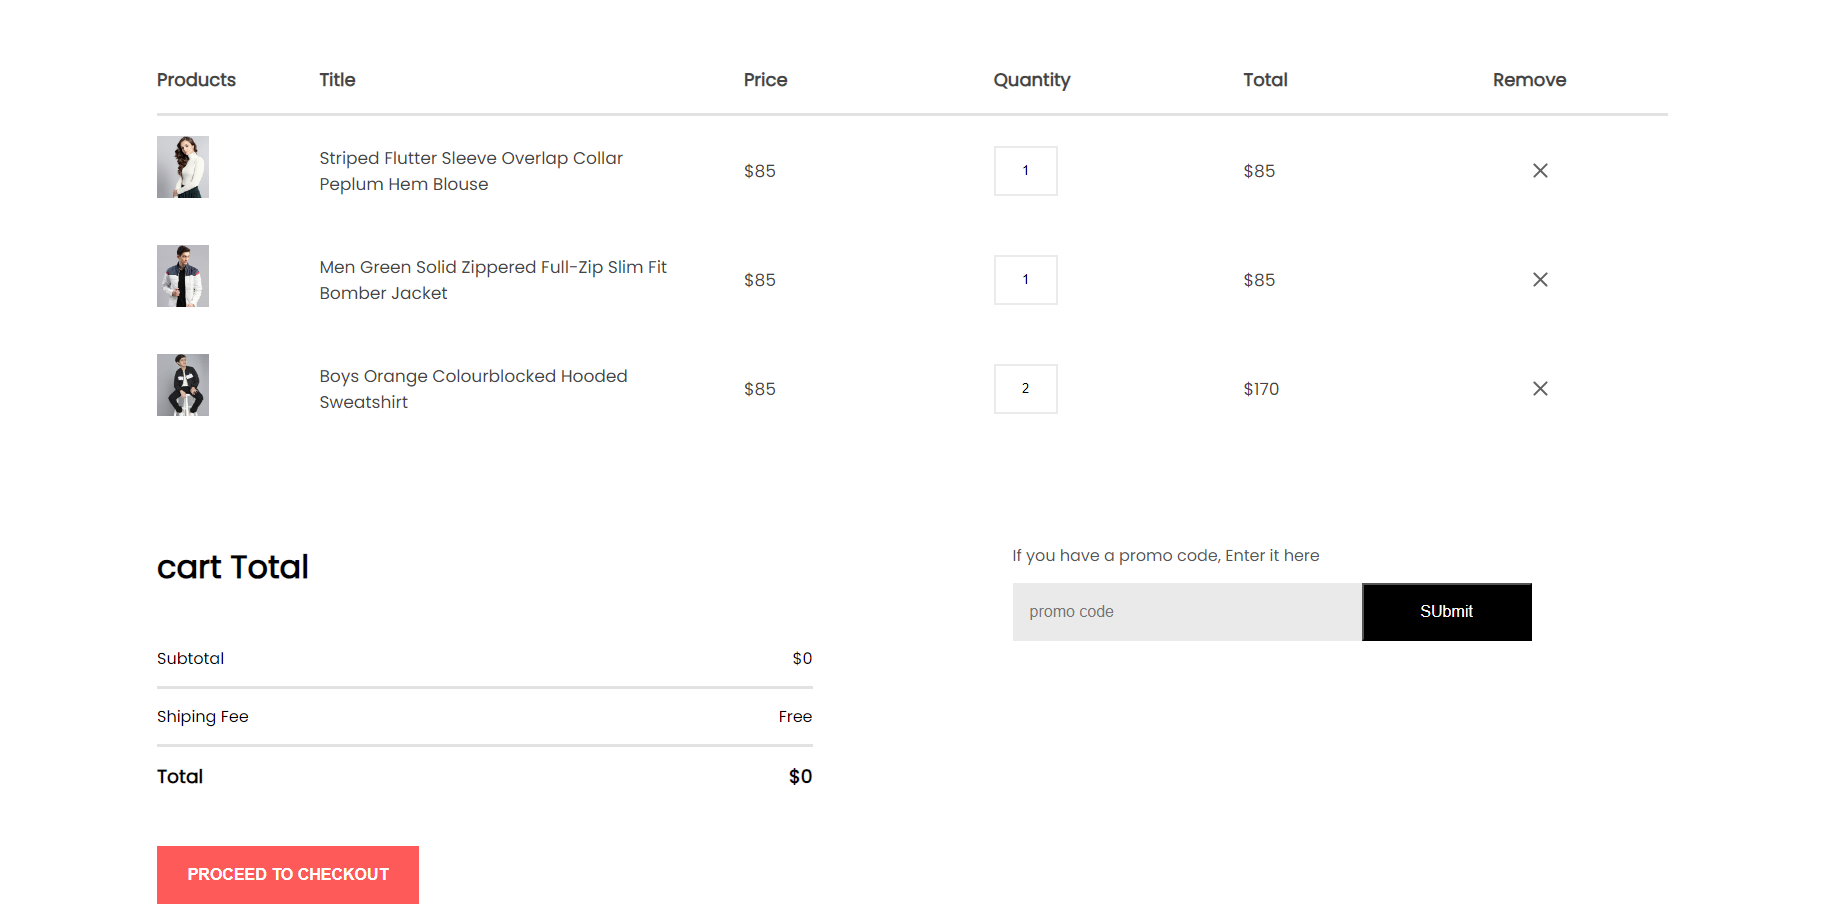 Products Title Price Quantity Total Remove
Striped Flutter Sleeve Overlap Collar
Peplum Hem Blouse
$85 1 $85
Men Green Solid Zippered Full-Zip Slim Fit
Bomber Jacket
$85 1 $85
Boys Orange Colourblocked Hooded
Sweatshirt
$85 2 $170
cart Total
Subtotal $0
Shiping Fee Free
Total $0
PROCEED TO CHECKOUT
If you have a promo code, Enter it here
promo code SUbmit